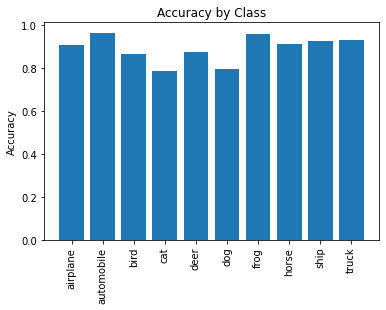 Accuracy by Class
Accuracy
1.0
0.8
0.6
0.4
0.2
0.0
airplane
automobile
bird
cat
deer
dog
frog
horse
ship
truck